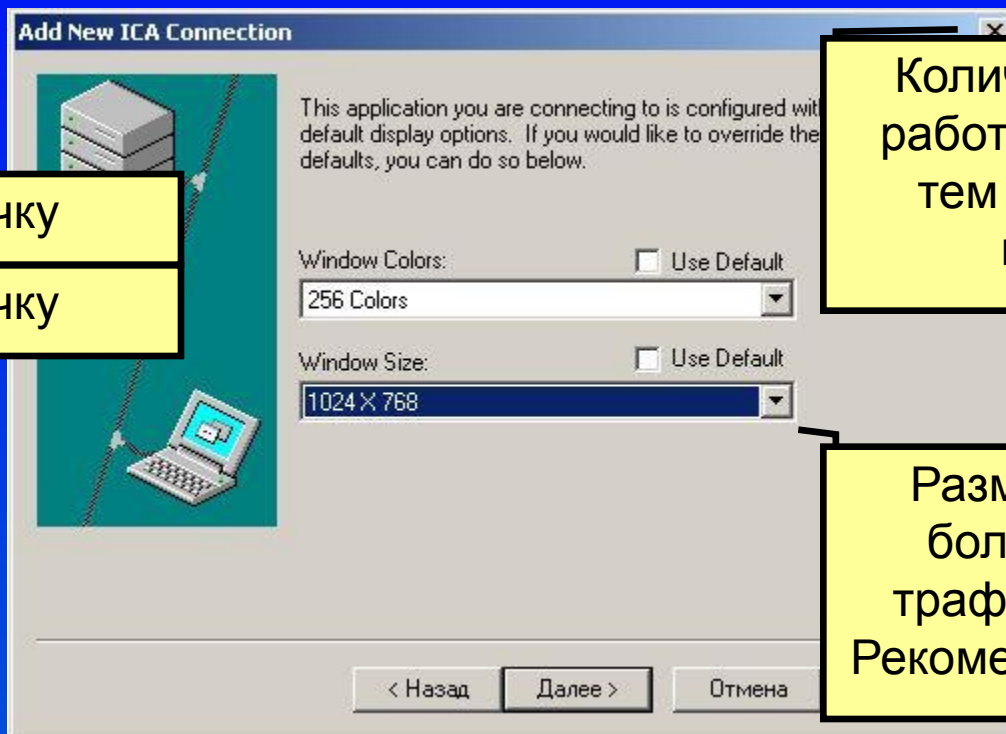 Add New ICA Connection
This application you are connecting to is configured wit
default display options. If you would like to override the
defaults, you can do so below.
чку
чку
Window Colors:
Use Default
256 Colors
Window Size:
Use Default
1024 X 768
Колич
работ
тем
Разм
бол
траф
Рекоме
< Назад
Далее >
Отмена